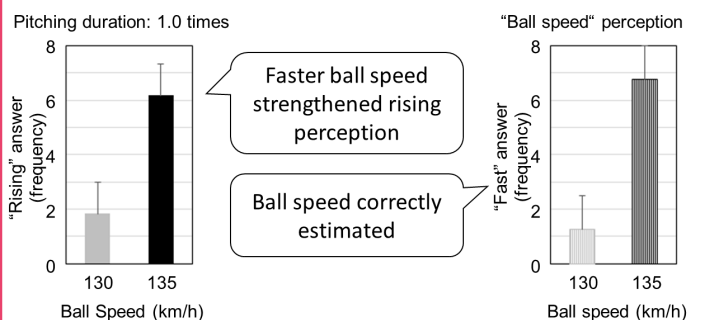 Pitching duration: 1.0 times
8
6
4
2
0
"Rising" answer
(frequency)
130 135
Ball Speed (km/h)
Faster ball speed
strengthened rising
perception
Ball speed correctly
estimated
"Ball speed" perception
8
6
4
2
0
"Fast" answer
(frequency)
130 135
Ball speed (km/h)